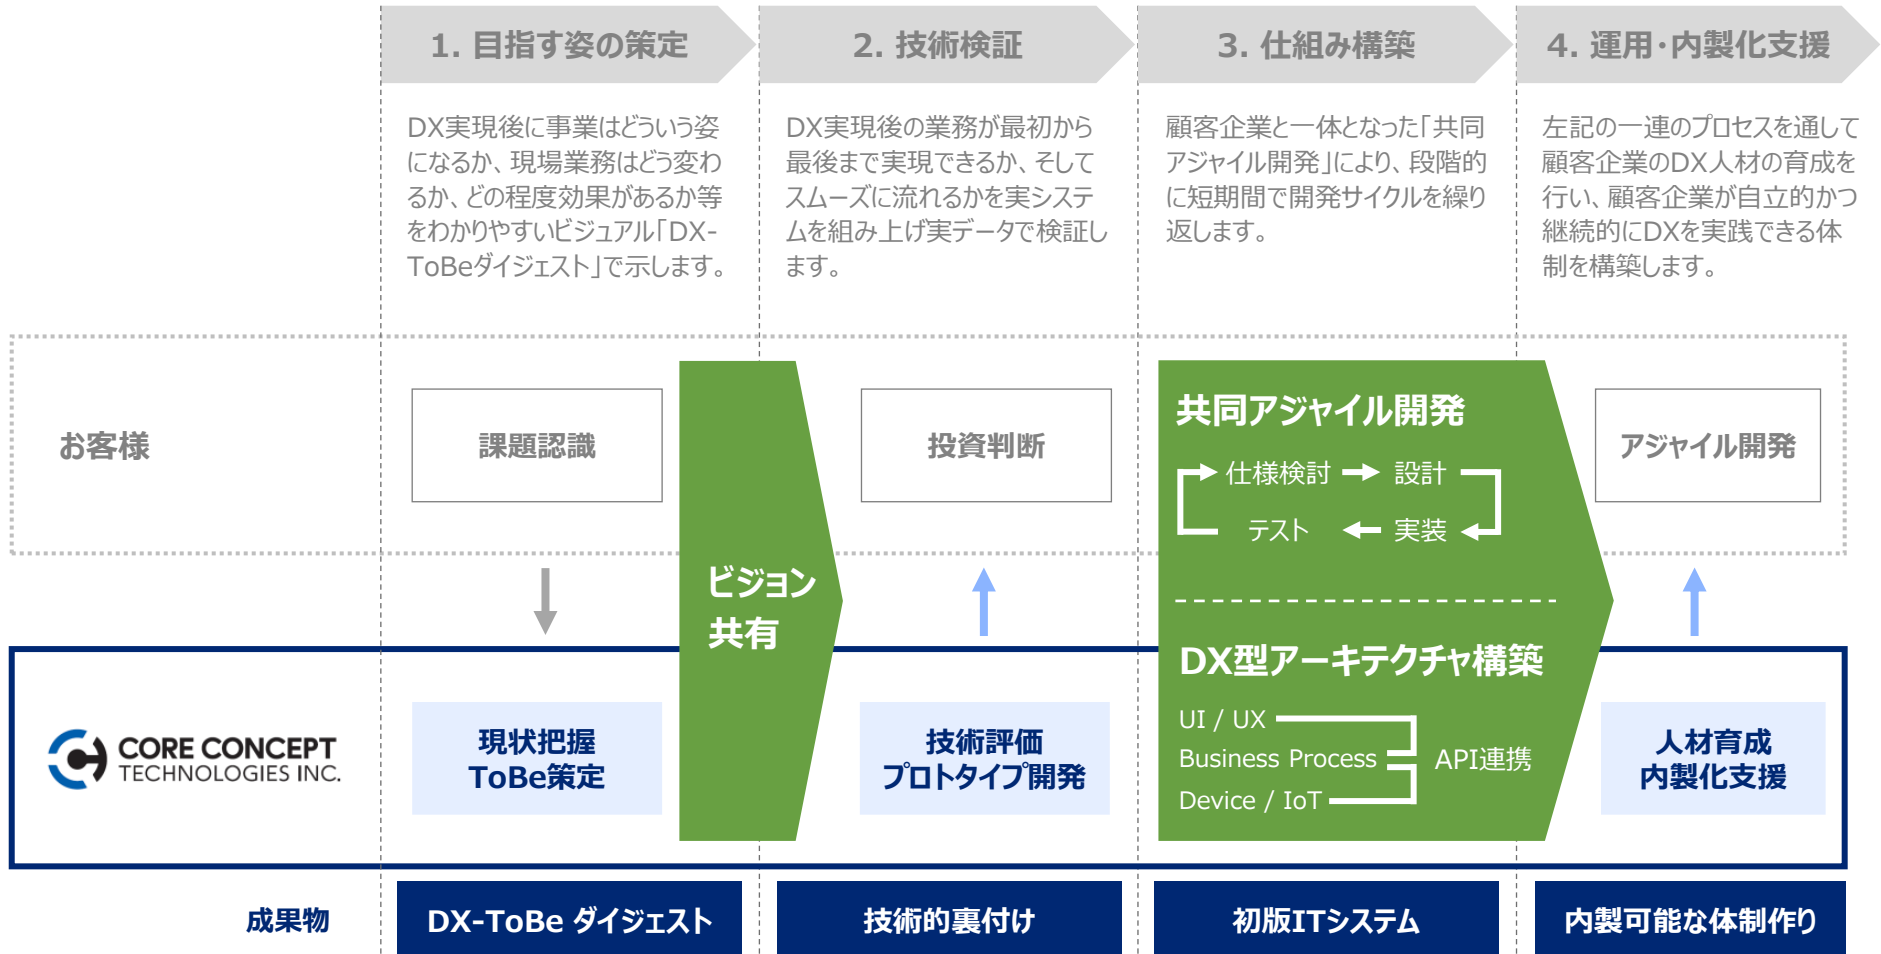 1. 目指す姿の策定
2. 技術検証
3. 仕組み構築
4. 運用・内製化支援
DX実現後に事業はどういう姿
になるか、現場業務はどう変わ
るか、どの程度効果があるか等
をわかりやすいビジュアル「DX-
ToBeダイジェスト」で示します。
DX実現後の業務が最初から
最後まで実現できるか、そして
スムーズに流れるかを実システ
ムを組み上げ実データで検証し
ます。
顧客企業と一体となった「共同
アジャイル開発」により、段階的
に短期間で開発サイクルを繰り
返します。
左記の一連のプロセスを通して
顧客企業のDX人材の育成を
行い、顧客企業が自立的かつ
継続的にDXを実践できる体
制を構築します。
お客様
課題認識
ビジョン
共有
投資判断
共同アジャイル開発
仕様検討
設計
テスト
実装
アジャイル開発
CORE CONCEPT
TECHNOLOGIES INC.
現状把握
ToBe策定
技術評価
プロトタイプ開発
DX型アーキテクチャ構築
UI / UX
Business Process
API連携
Device / IoT
人材育成
内製化支援
成果物
DX-ToBe ダイジェスト
技術的裏付け
初版ITシステム
内製可能な体制作り